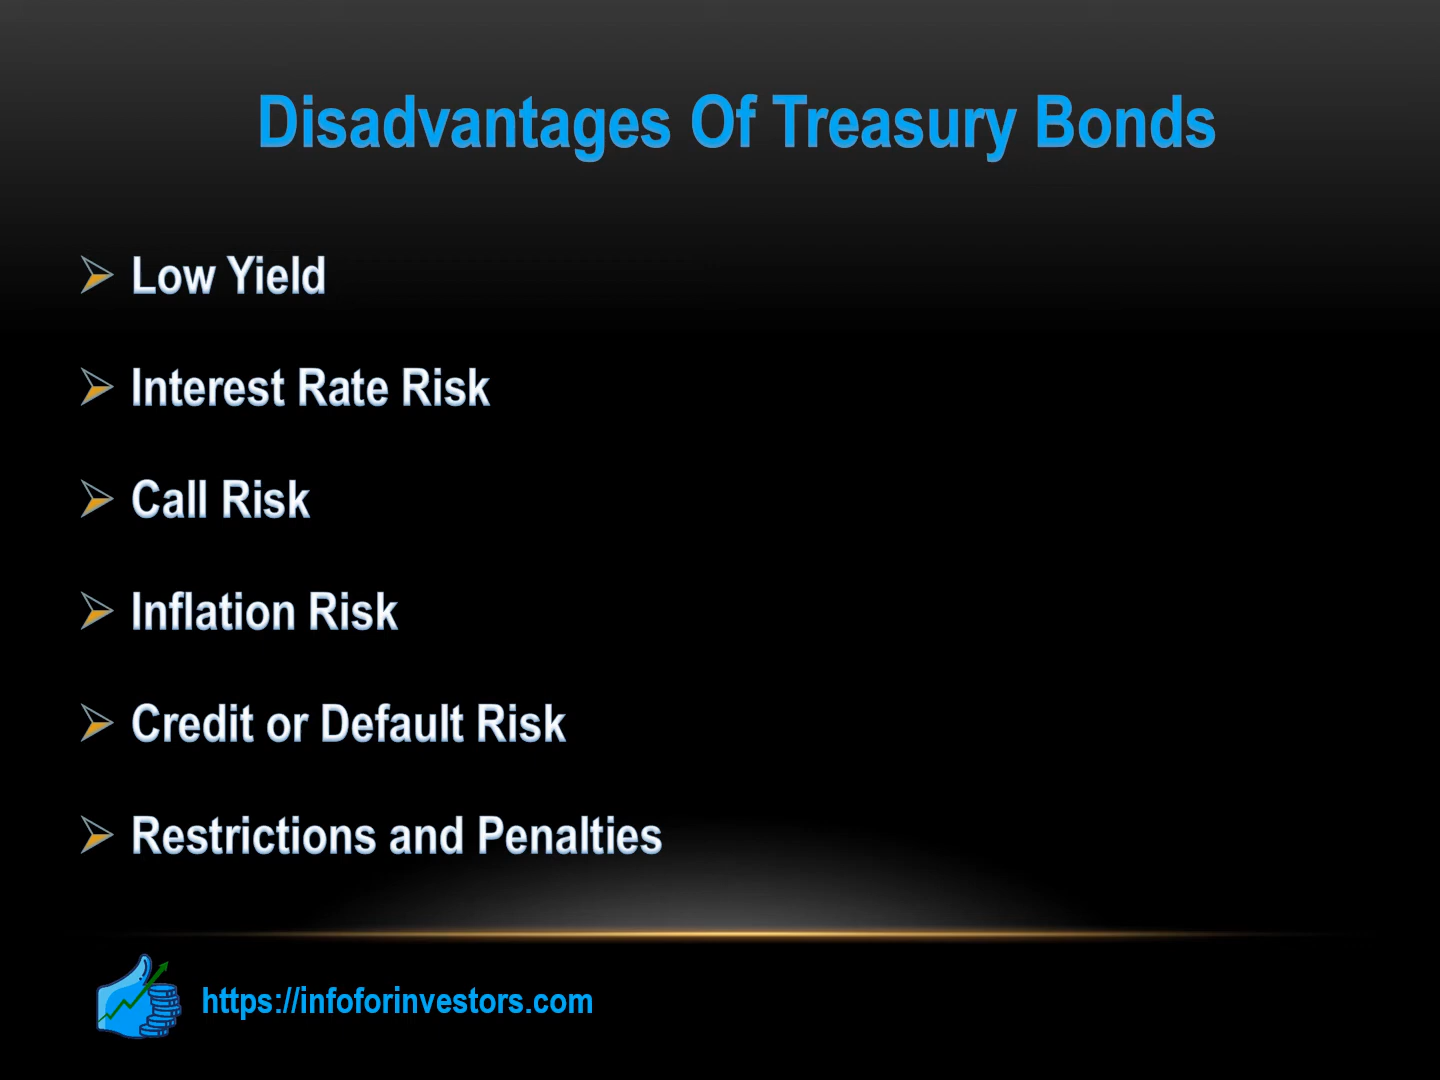 Disadvantages Of Treasury Bonds
Low Yield
Interest Rate Risk
Call Risk
Inflation Risk
Credit or Default Risk
Restrictions and Penalties
https://infoforinvestors.com